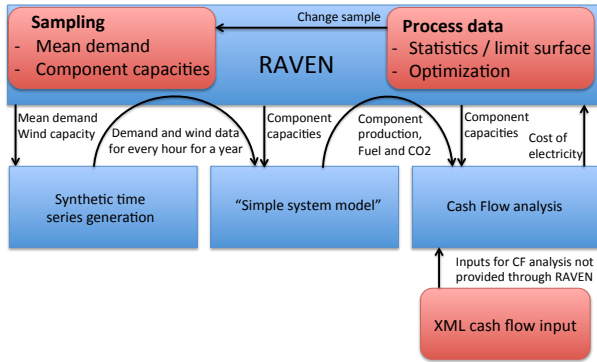 Sampling
- Mean demand
- Component capacities
Change sample
Process data
- Statistics / limit surface
- Optimization
RAVEN
Mean demand
Wind capacity
Demand and wind data
for every hour for a year
Component
capacities
Component
production,
Fuel and CO2
Component
capacities
Cost of
electricity
Synthetic time
series generation
“Simple system model”
Cash Flow analysis
Inputs for CF analysis not
provided through RAVEN
XML cash flow input